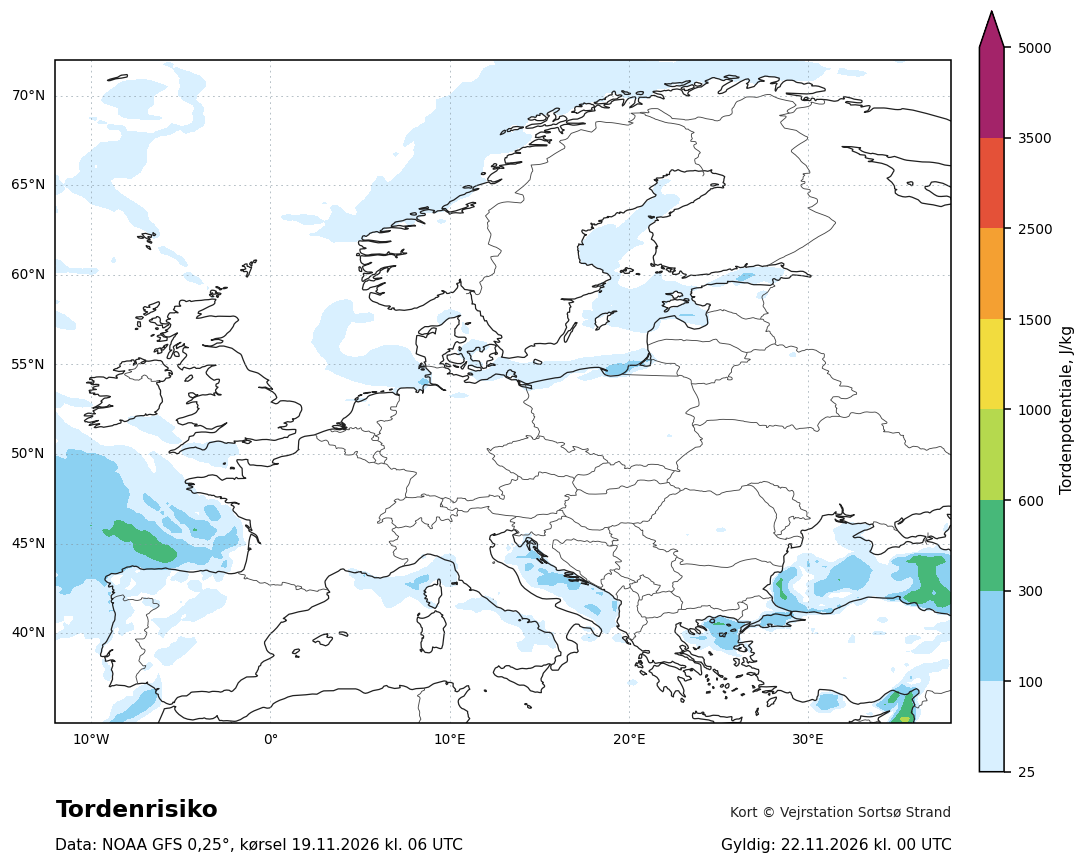 5000
3500
2500
1500
1000
600
300
100
25
Tordenpotentiale, J/kg
70°N
65°N
60°N
55°N
50°N
45°N
40°N
10°W
0°
10°E
20°E
30°E
Tordenrisiko
Kort © Vejrstation Sortsø Strand
Data: NOAA GFS 0,25°, kørsel 19.11.2026 kl. 06 UTC
Gyldig: 22.11.2026 kl. 00 UTC